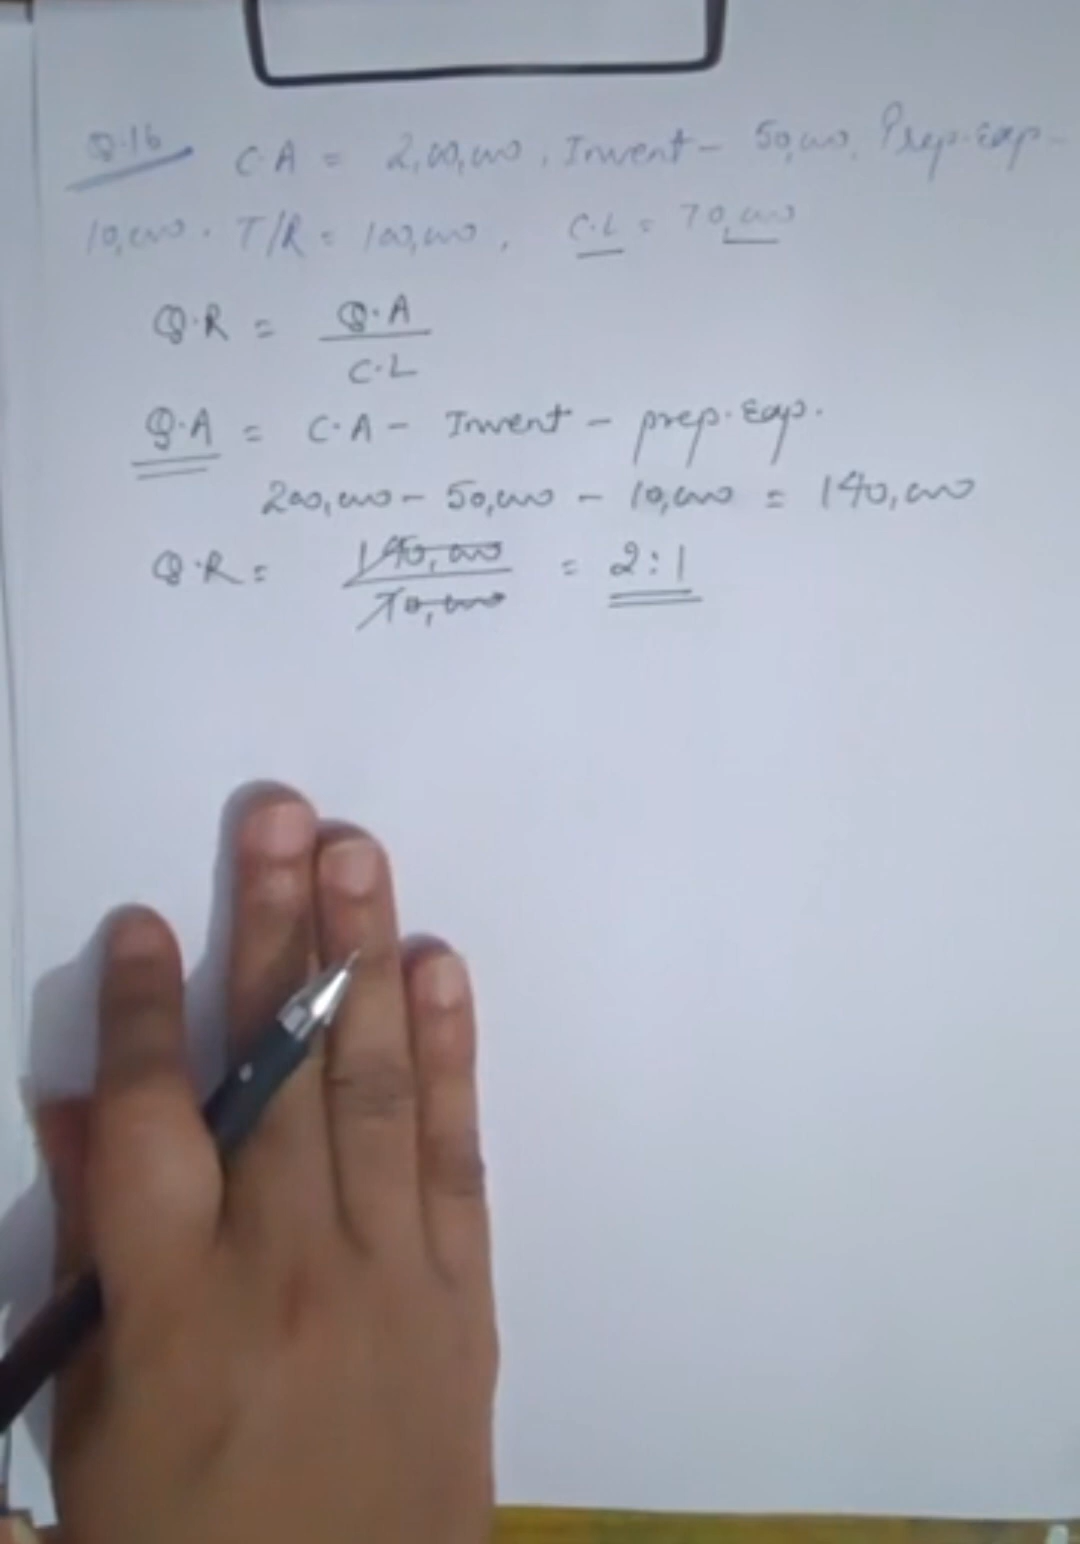 Q.16 C.A = 2,00,000, Invent - 50,000, Prep. Exp -
10,000. T/R = 100,000, C.L = 70,000
Q.R = Q.A / C.L
Q.A = C.A - Invent - prep. Exp.
200,000 - 50,000 - 10,000 = 140,000
Q.R = 140,000 / 70,000 = 2:1